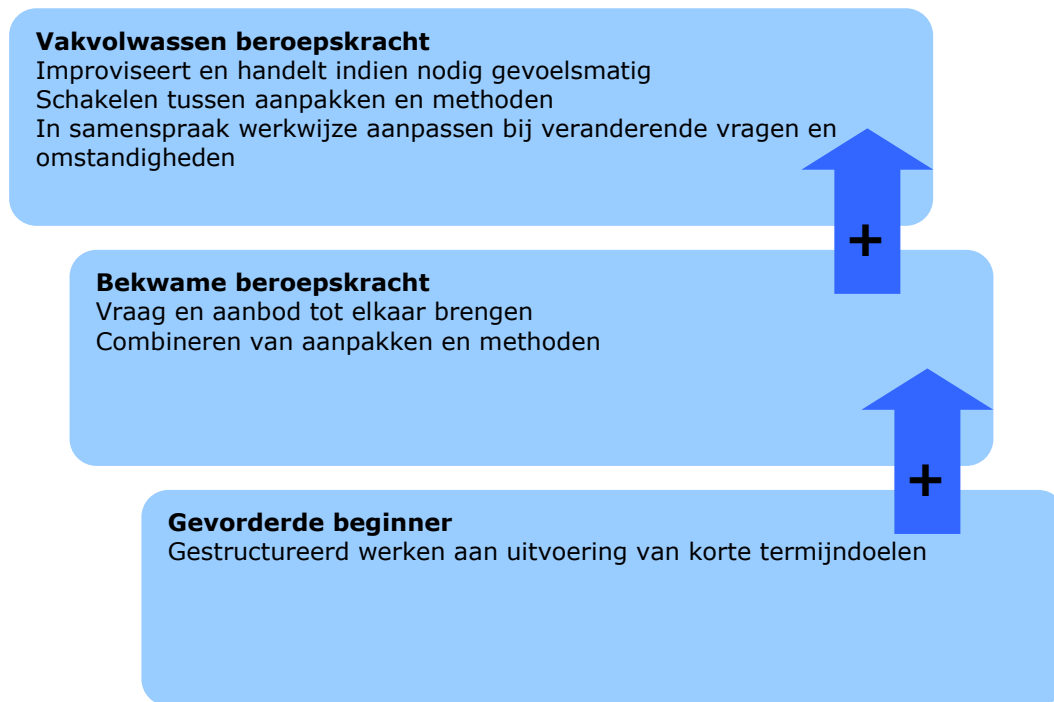 Vakvolwassen beroepskracht
Improviseert en handelt indien nodig gevoelsmatig
Schakelen tussen aanpakken en methoden
In samenspraak werkwijze aanpassen bij veranderende vragen en
omstandigheden
+
Bekwame beroepskracht
Vraag en aanbod tot elkaar brengen
Combineren van aanpakken en methoden
+
Gevorderde beginner
Gestructureerd werken aan uitvoering van korte termijndoelen